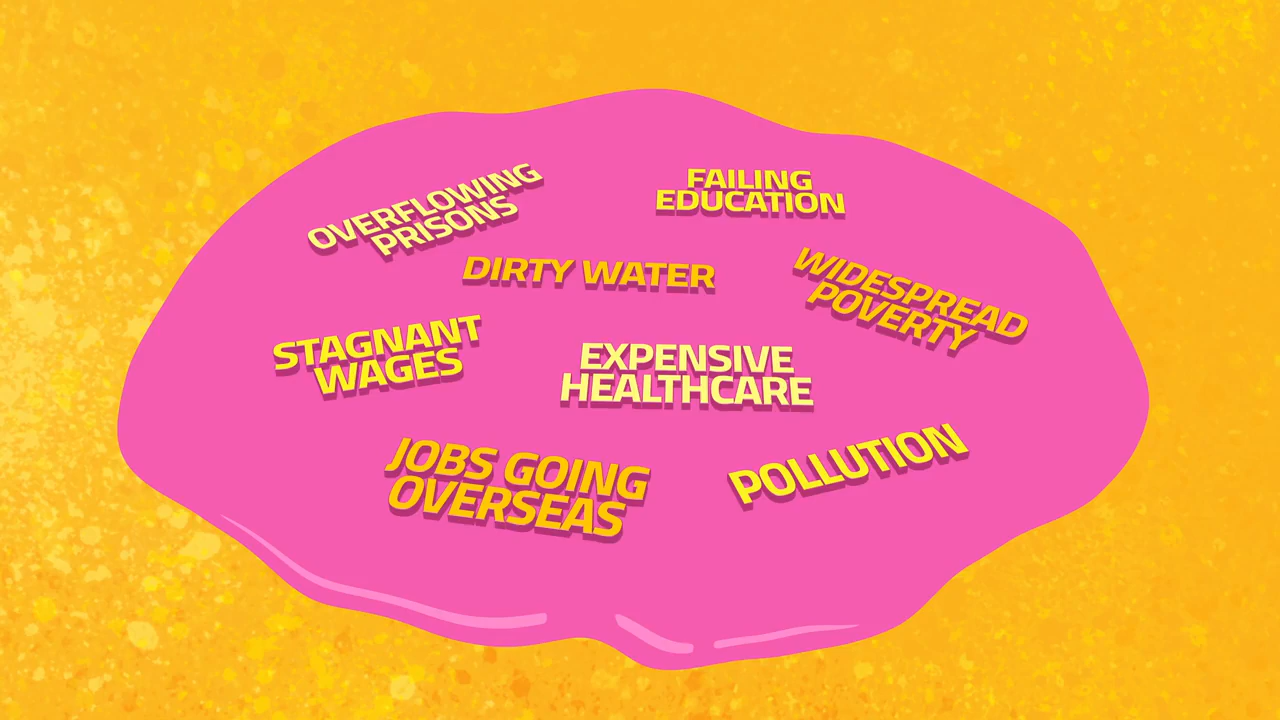 OVERFLOWING
PRISONS
FAILING
EDUCATION
DIRTY WATER
WIDESPREAD
POVERTY
STAGNANT
WAGES
EXPENSIVE
HEALTHCARE
JOBS GOING
OVERSEAS
POLLUTION